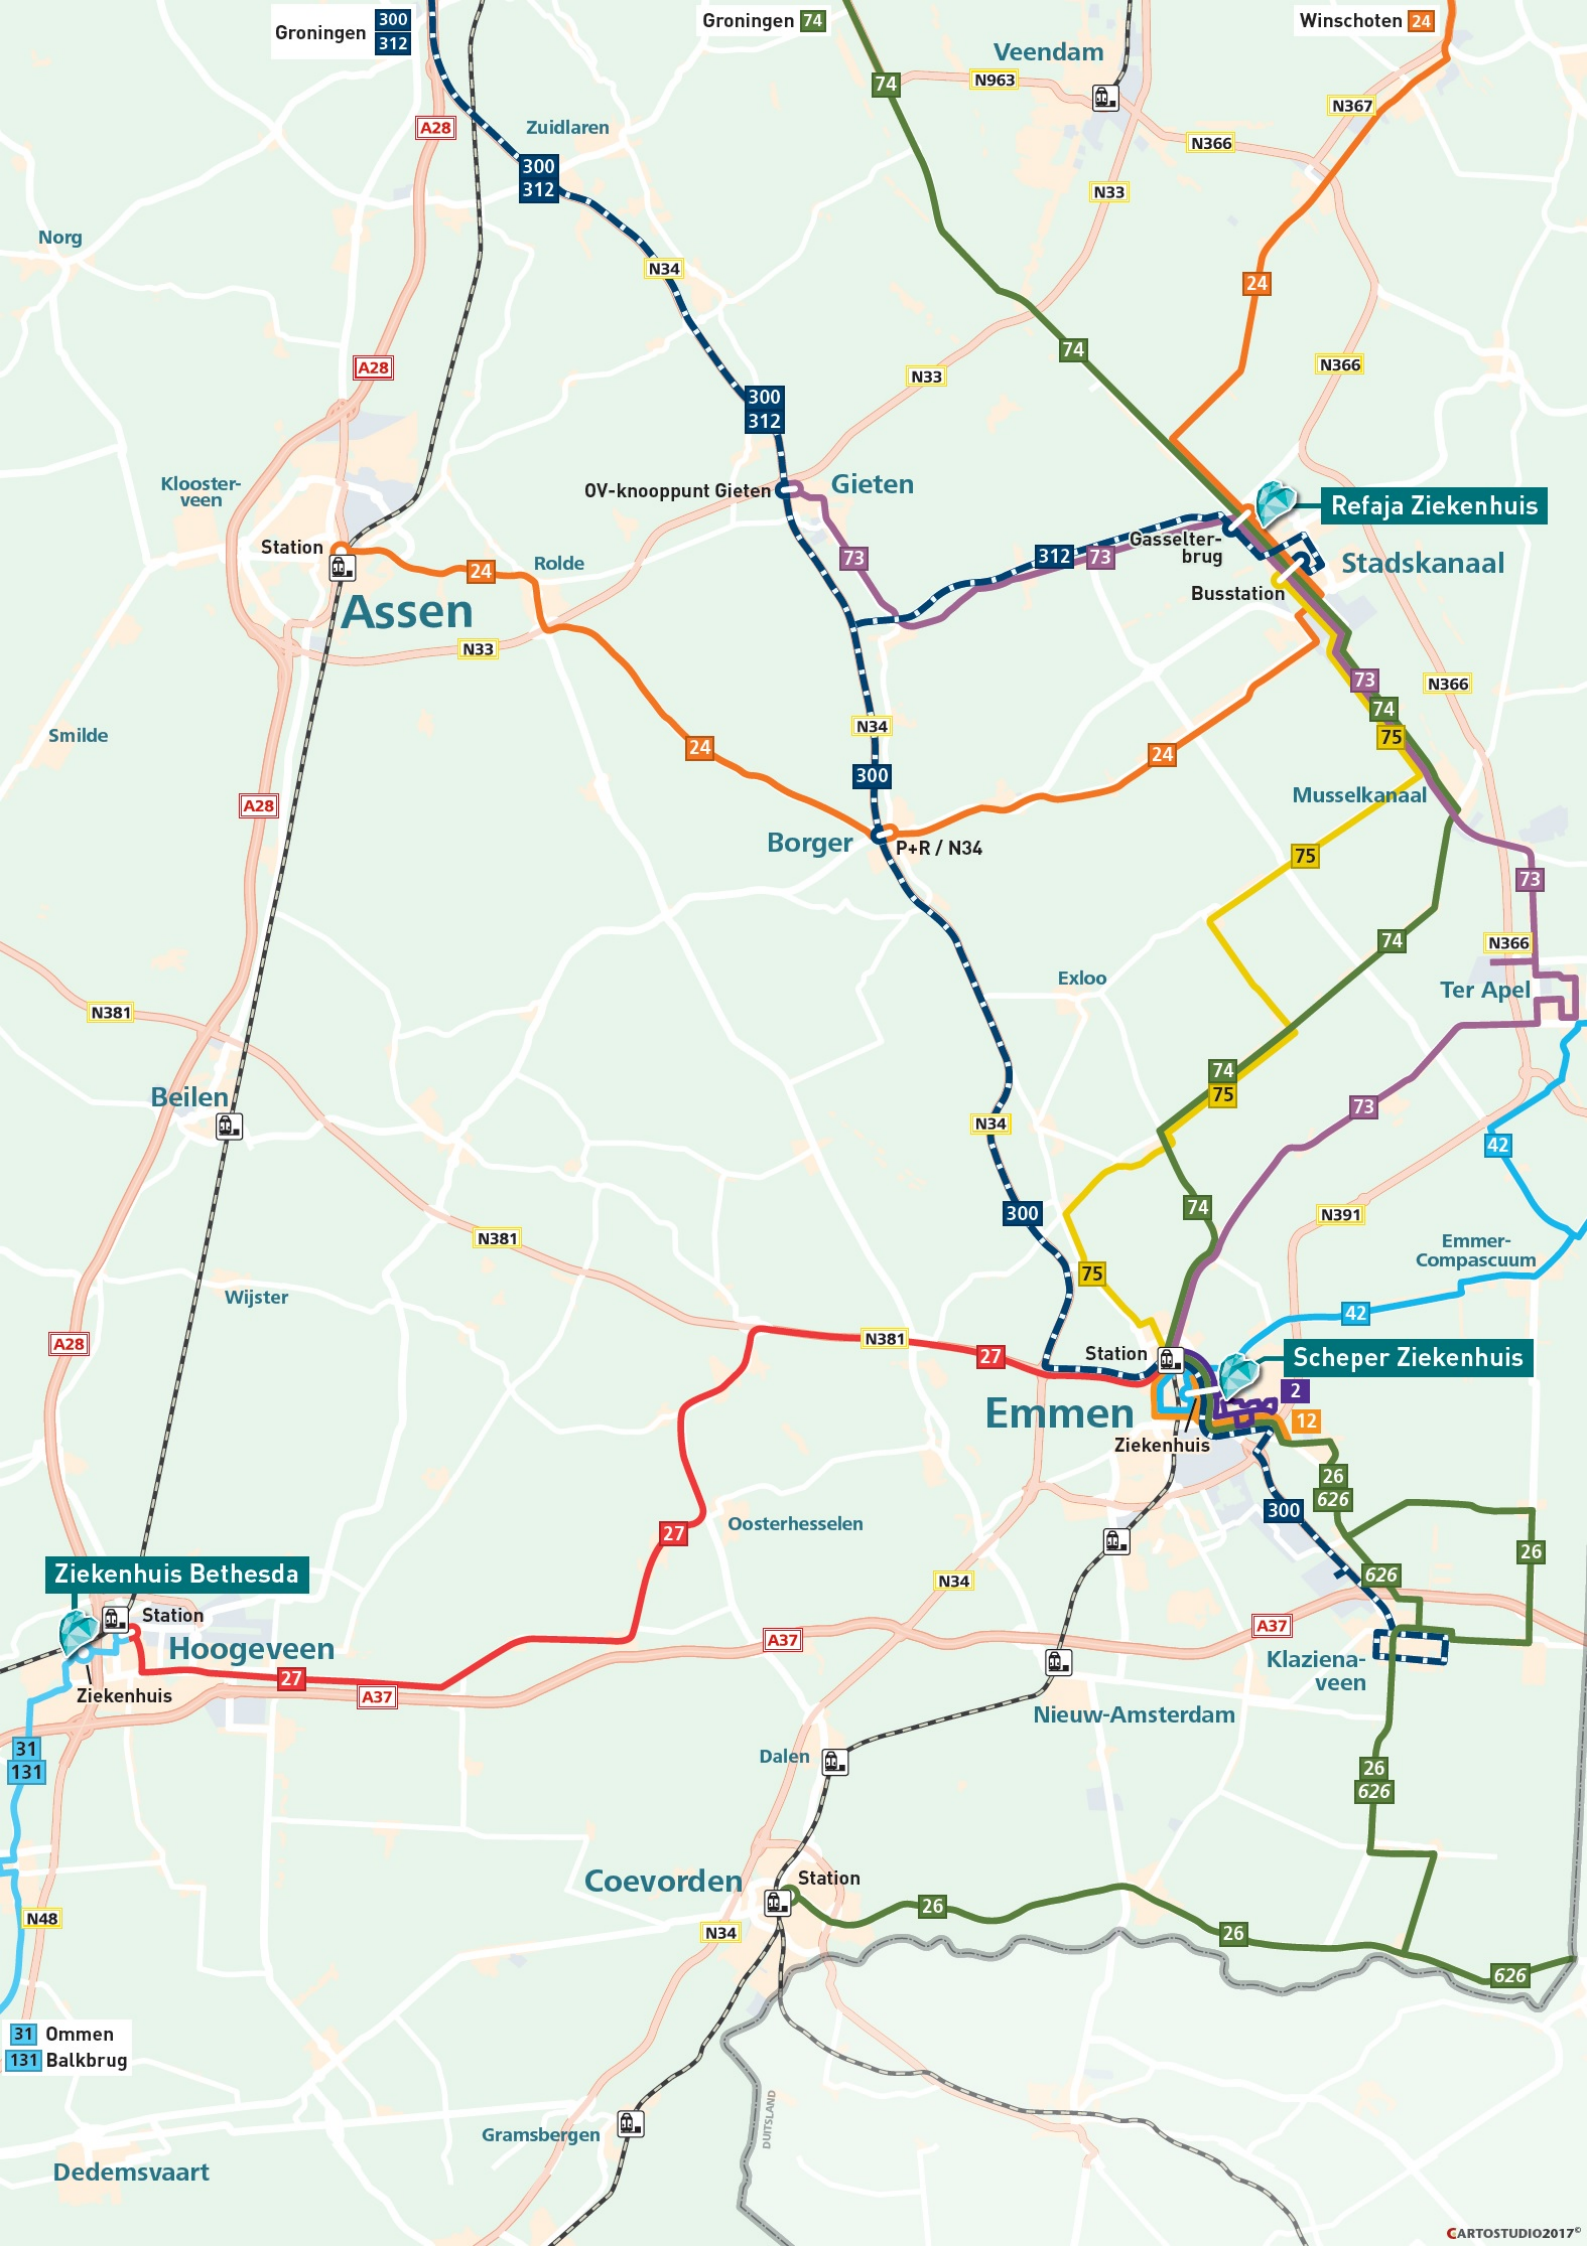 Groningen 300
312
Groningen 74
Winschoten 24
Veendam
74
N963
N367
A28
Zuidlaren
N366
300
312
N33
Norg
N34
24
74
A28
N33
N366
300
312
Klooster-
veen
OV-knooppunt Gieten
Gieten
Refaja Ziekenhuis
Station
Gasselter-
brug
312
73
73
Stadskanaal
24
Rolde
Busstation
Assen
N33
73
N366
74
Smilde
N34
75
24
24
300
A28
Musselkanaal
Borger
P+R / N34
75
73
74
N366
Exloo
Ter Apel
N381
74
75
Beilen
73
N34
42
74
300
N391
N381
Emmer-
Compascuum
75
Wijster
42
A28
N381
27
Station
Scheper Ziekenhuis
2
Emmen
12
Ziekenhuis
26
626
300
Oosterhesselen
27
26
Ziekenhuis Bethesda
626
N34
Station
A37
A37
Hoogeveen
Klaziena-
veen
27
A37
Ziekenhuis
Nieuw-Amsterdam
31
131
Dalen
26
626
Coevorden
Station
26
N48
N34
26
626
31 Ommen
131 Balkbrug
DUITSLAND
Gramsbergen
Dedemsvaart
CARTOSTUDIO2017©